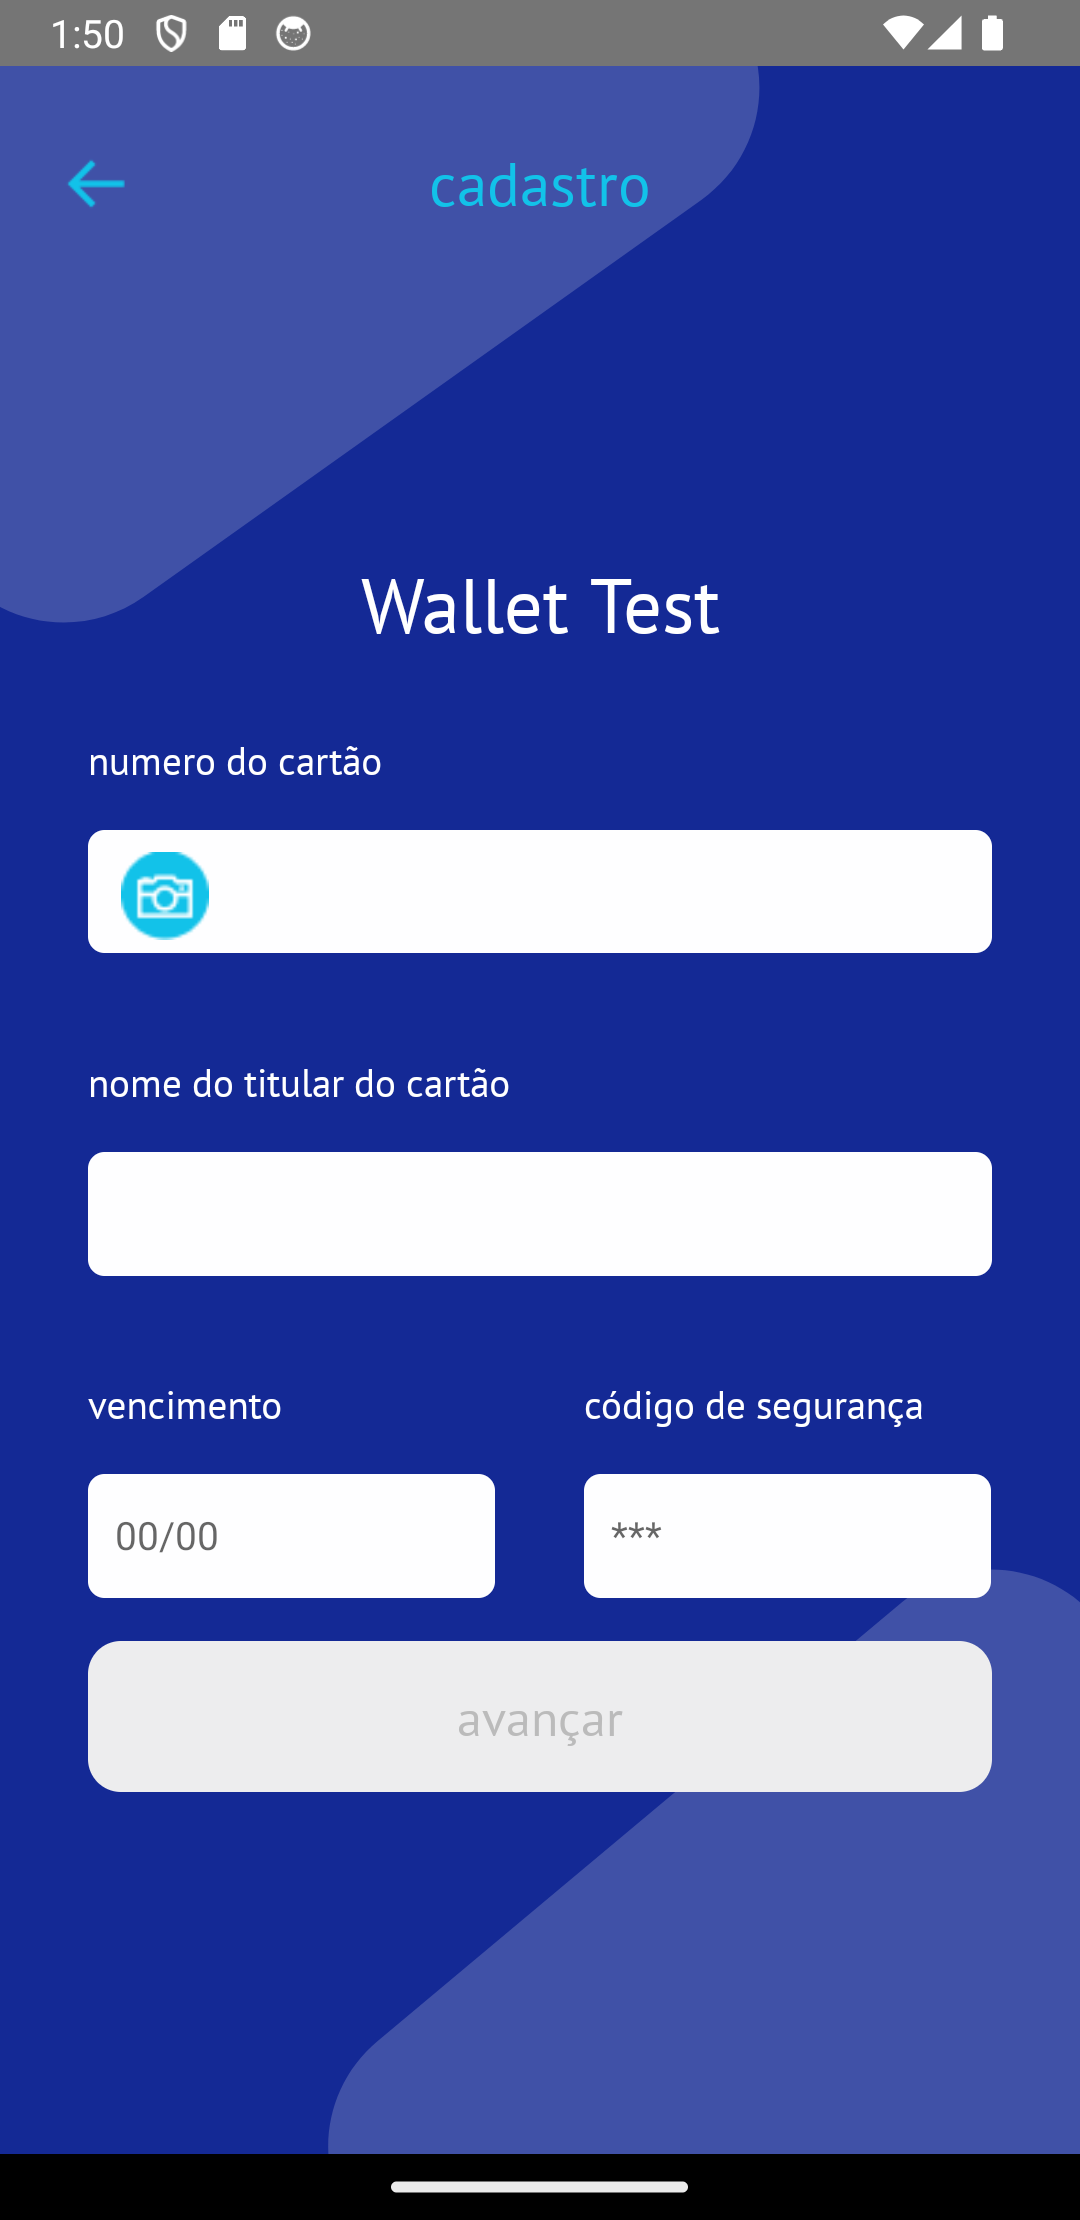 1:50
cadastro
Wallet Test
numero do cartão
nome do titular do cartão
vencimento
código de segurança
00/00
***
avançar